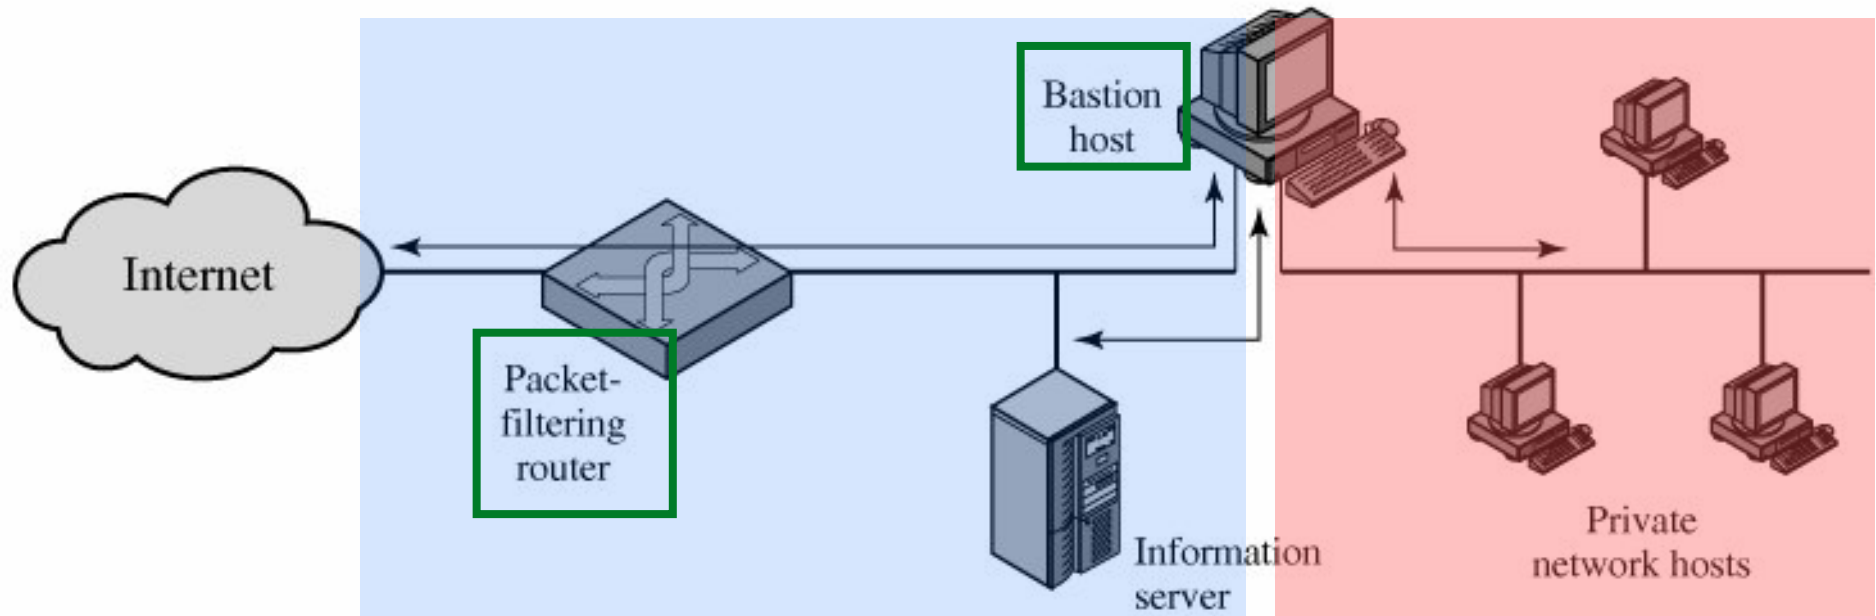 Internet
Packet-
filtering
router
Bastion
host
Information
server
Private
network hosts